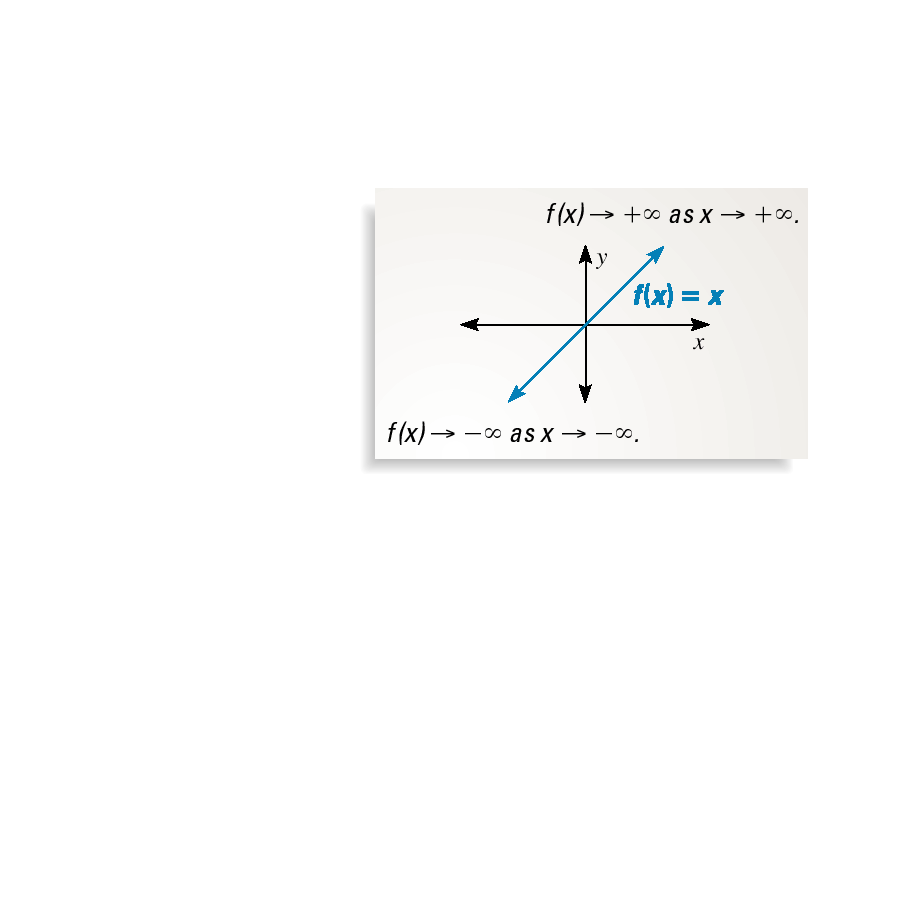 f(x) → +∞ as x → +∞.
y
f(x) = x
x
f(x) → −∞ as x → −∞.